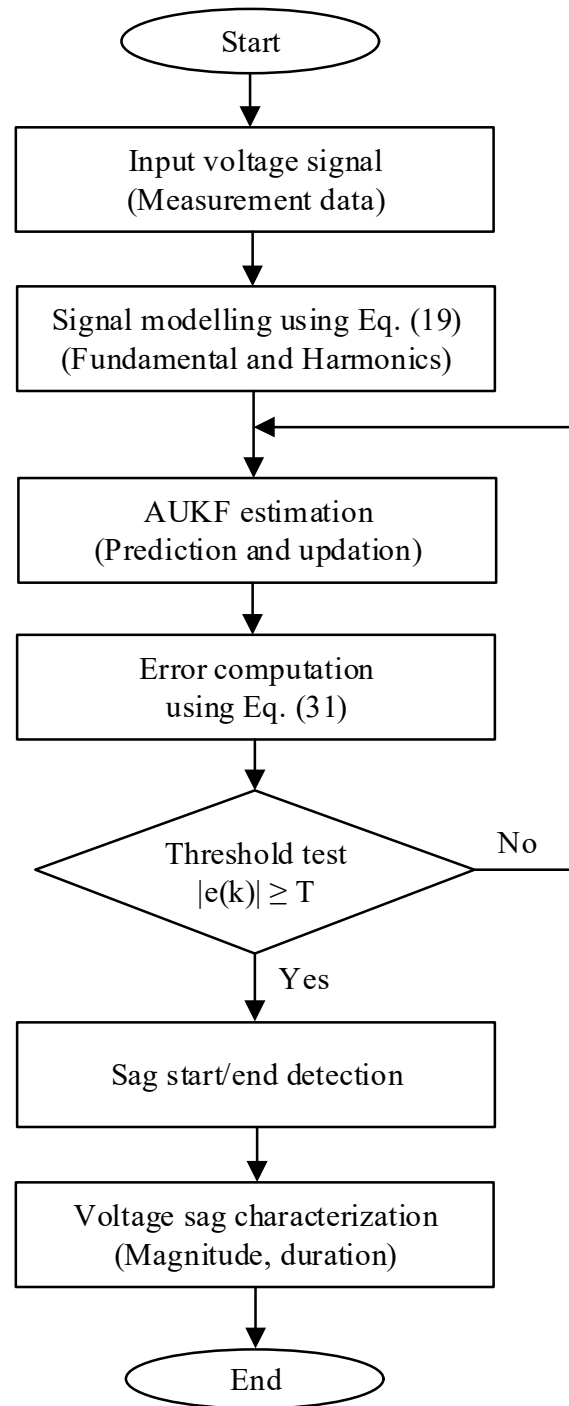 Start
Input voltage signal
(Measurement data)
Signal modelling using Eq. (19)
(Fundamental and Harmonics)
AUKF estimation
(Prediction and updation)
Error computation
using Eq. (31)
Threshold test
|e(k)| ≥ T
No
Yes
Sag start/end detection
Voltage sag characterization
(Magnitude, duration)
End